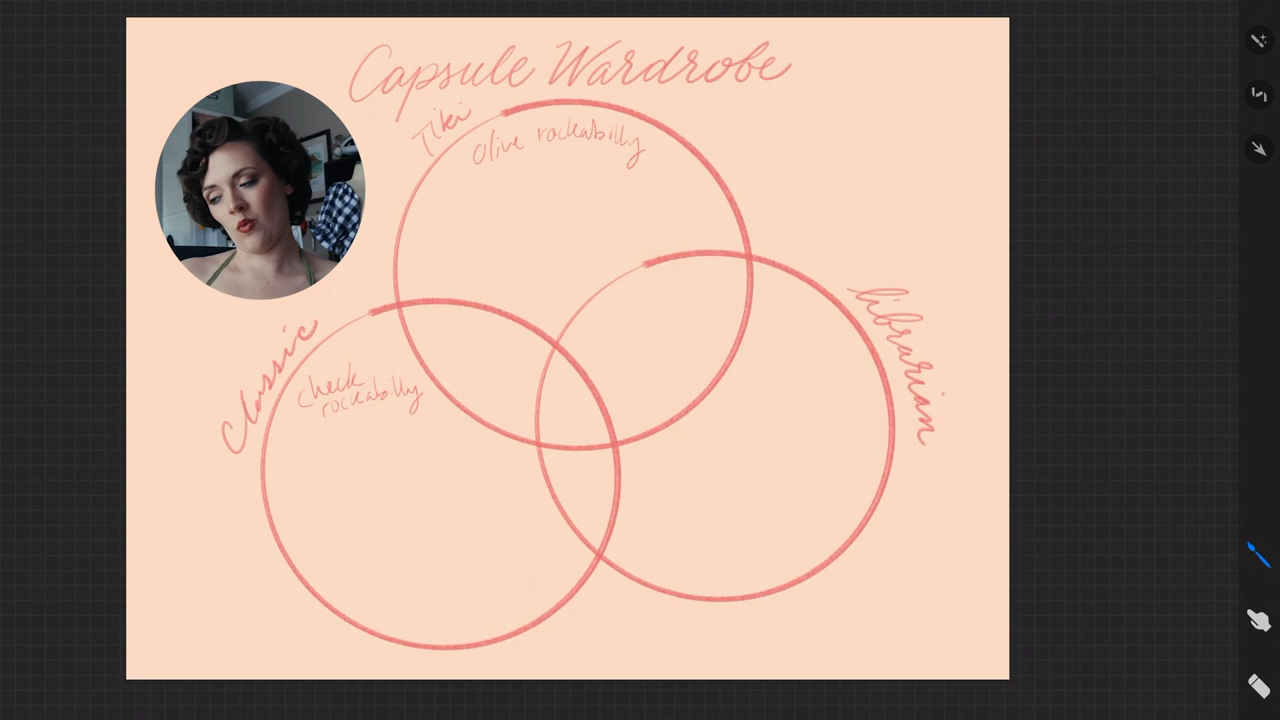 Capsule Wardrobe
Tiki
Olive rockabilly
librarian
Classic
check
rockabilly